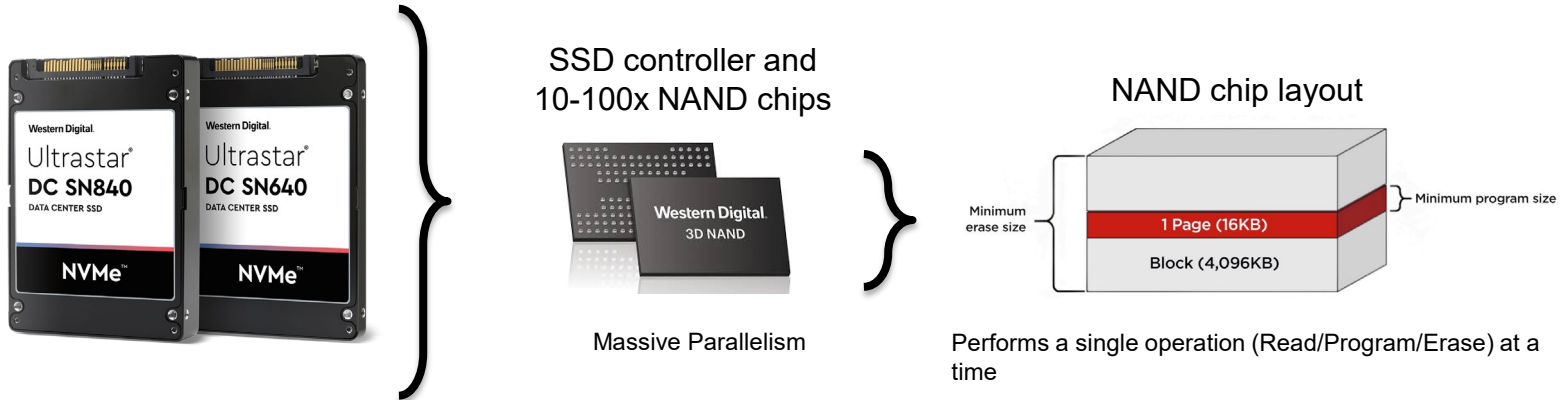 Western Digital.
Ultrastar®
DC SN840
DATA CENTER SSD
NVMe™
Western Digital.
Ultrastar®
DC SN640
DATA CENTER SSD
NVMe™
SSD controller and
10-100x NAND chips
Western Digital.
3D NAND
Massive Parallelism
NAND chip layout
Minimum
erase size
1 Page (16KB)
Block (4,096KB)
Minimum program size
Performs a single operation (Read/Program/Erase) at a
time